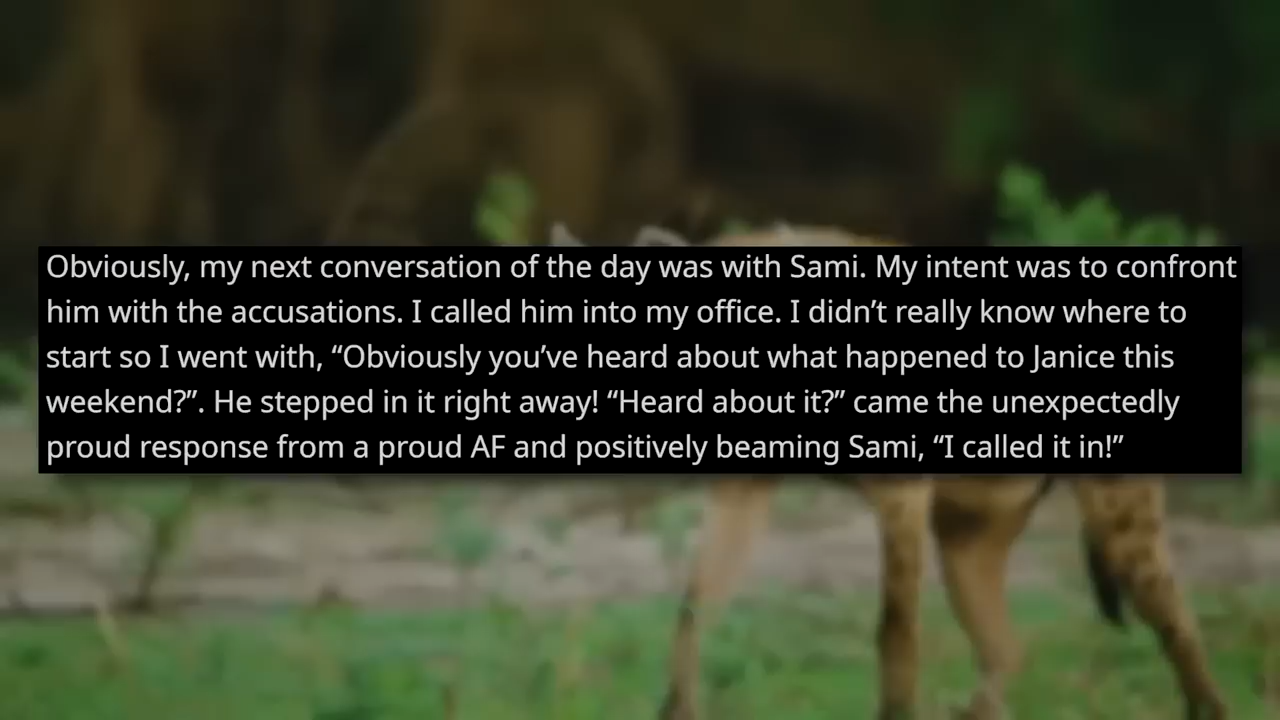 Obviously, my next conversation of the day was with Sami. My intent was to confront
him with the accusations. I called him into my office. I didn’t really know where to
start so I went with, “Obviously you’ve heard about what happened to Janice this
weekend?”. He stepped in it right away! “Heard about it?” came the unexpectedly
proud response from a proud AF and positively beaming Sami, “I called it in!”